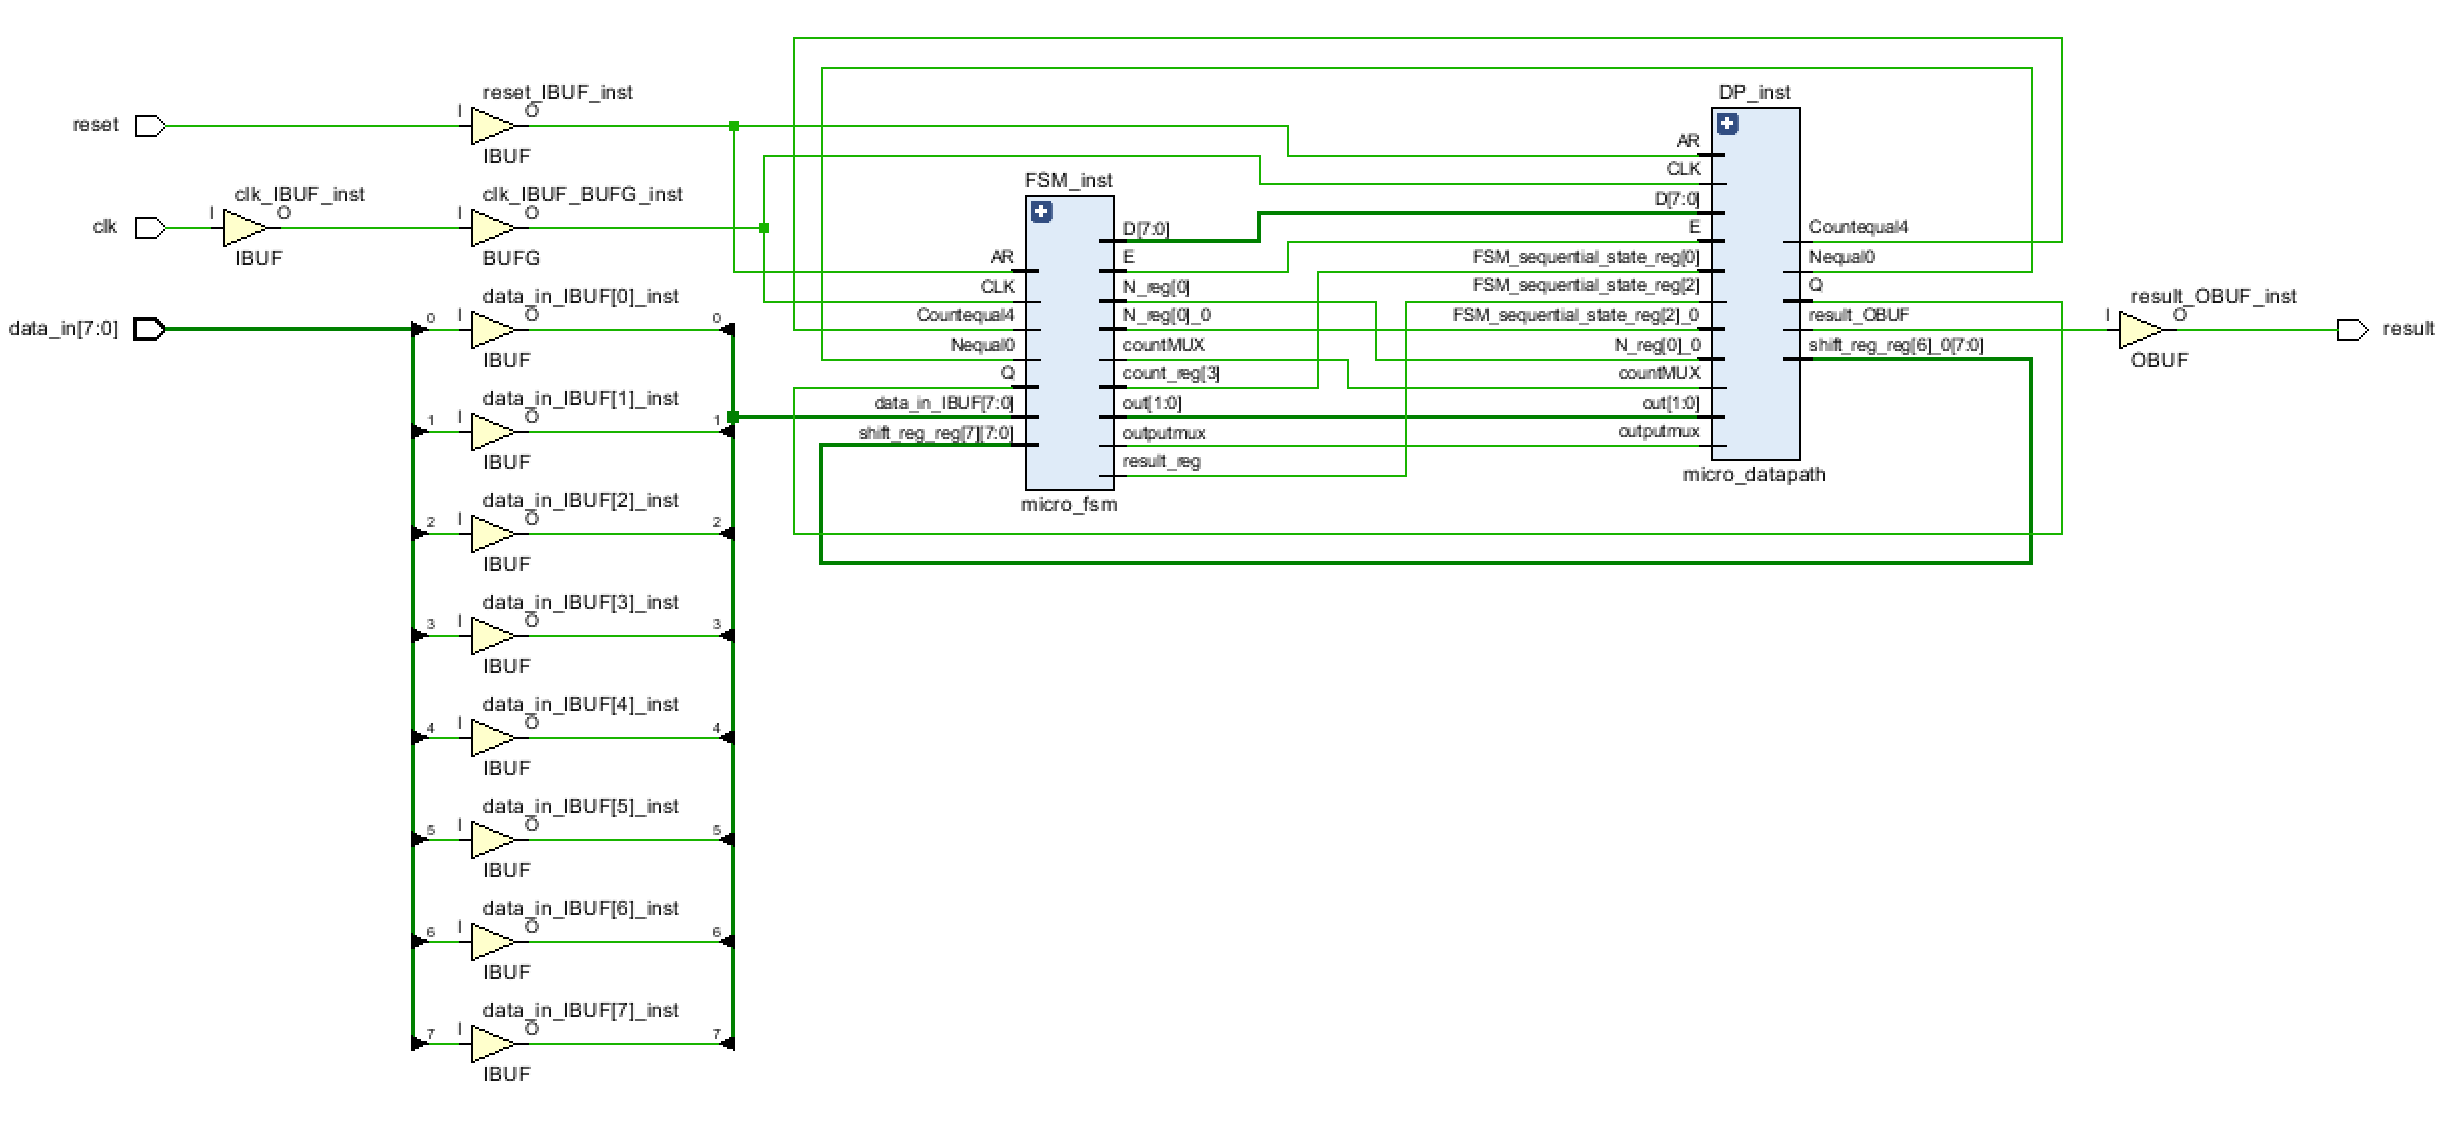 reset
I
reset_IBUF_inst
O
IBUF
clk
I
clk_IBUF_inst
O
IBUF
I
clk_IBUF_BUFG_inst
O
BUFG
data_in[7:0]
0
I
data_in_IBUF[0]_inst
O
IBUF
0
1
I
data_in_IBUF[1]_inst
O
IBUF
1
2
I
data_in_IBUF[2]_inst
O
IBUF
2
3
I
data_in_IBUF[3]_inst
O
IBUF
3
4
I
data_in_IBUF[4]_inst
O
IBUF
4
5
I
data_in_IBUF[5]_inst
O
IBUF
5
6
I
data_in_IBUF[6]_inst
O
IBUF
6
7
I
data_in_IBUF[7]_inst
O
IBUF
7
FSM_inst
AR
CLK
Countequal4
Nequal0
Q
data_in_IBUF[7:0]
shift_reg_reg[7][7:0]
D[7:0]
E
N_reg[0]
N_reg[0]_0
countMUX
count_reg[3]
out[1:0]
outputmux
result_reg
micro_fsm
DP_inst
AR
CLK
D[7:0]
E
FSM_sequential_state_reg[0]
FSM_sequential_state_reg[2]
FSM_sequential_state_reg[2]_0
N_reg[0]_0
countMUX
out[1:0]
outputmux
Countequal4
Nequal0
Q
result_OBUF
shift_reg_reg[6]_0[7:0]
micro_datapath
I
result_OBUF_inst
O
OBUF
result